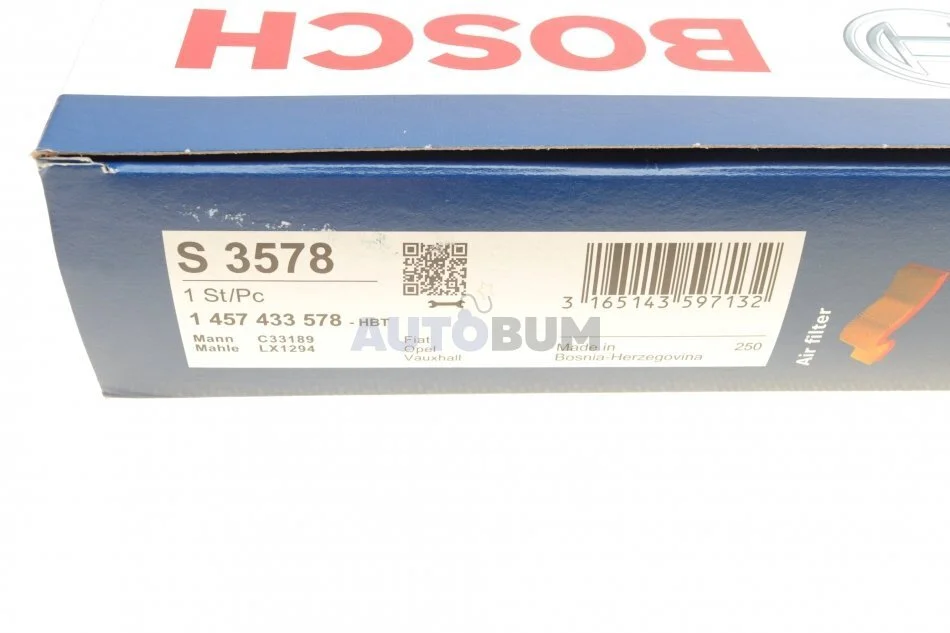 BOSCH
S 3578
1 St/Pc
1 457 433 578 - HBT
Mann C33189
Mahle LX1294
Fiat
Opel
Vauxhall
3 165143 597132
Made in
Bosnia-Herzegovina
250
Air filter
AUTOBUM